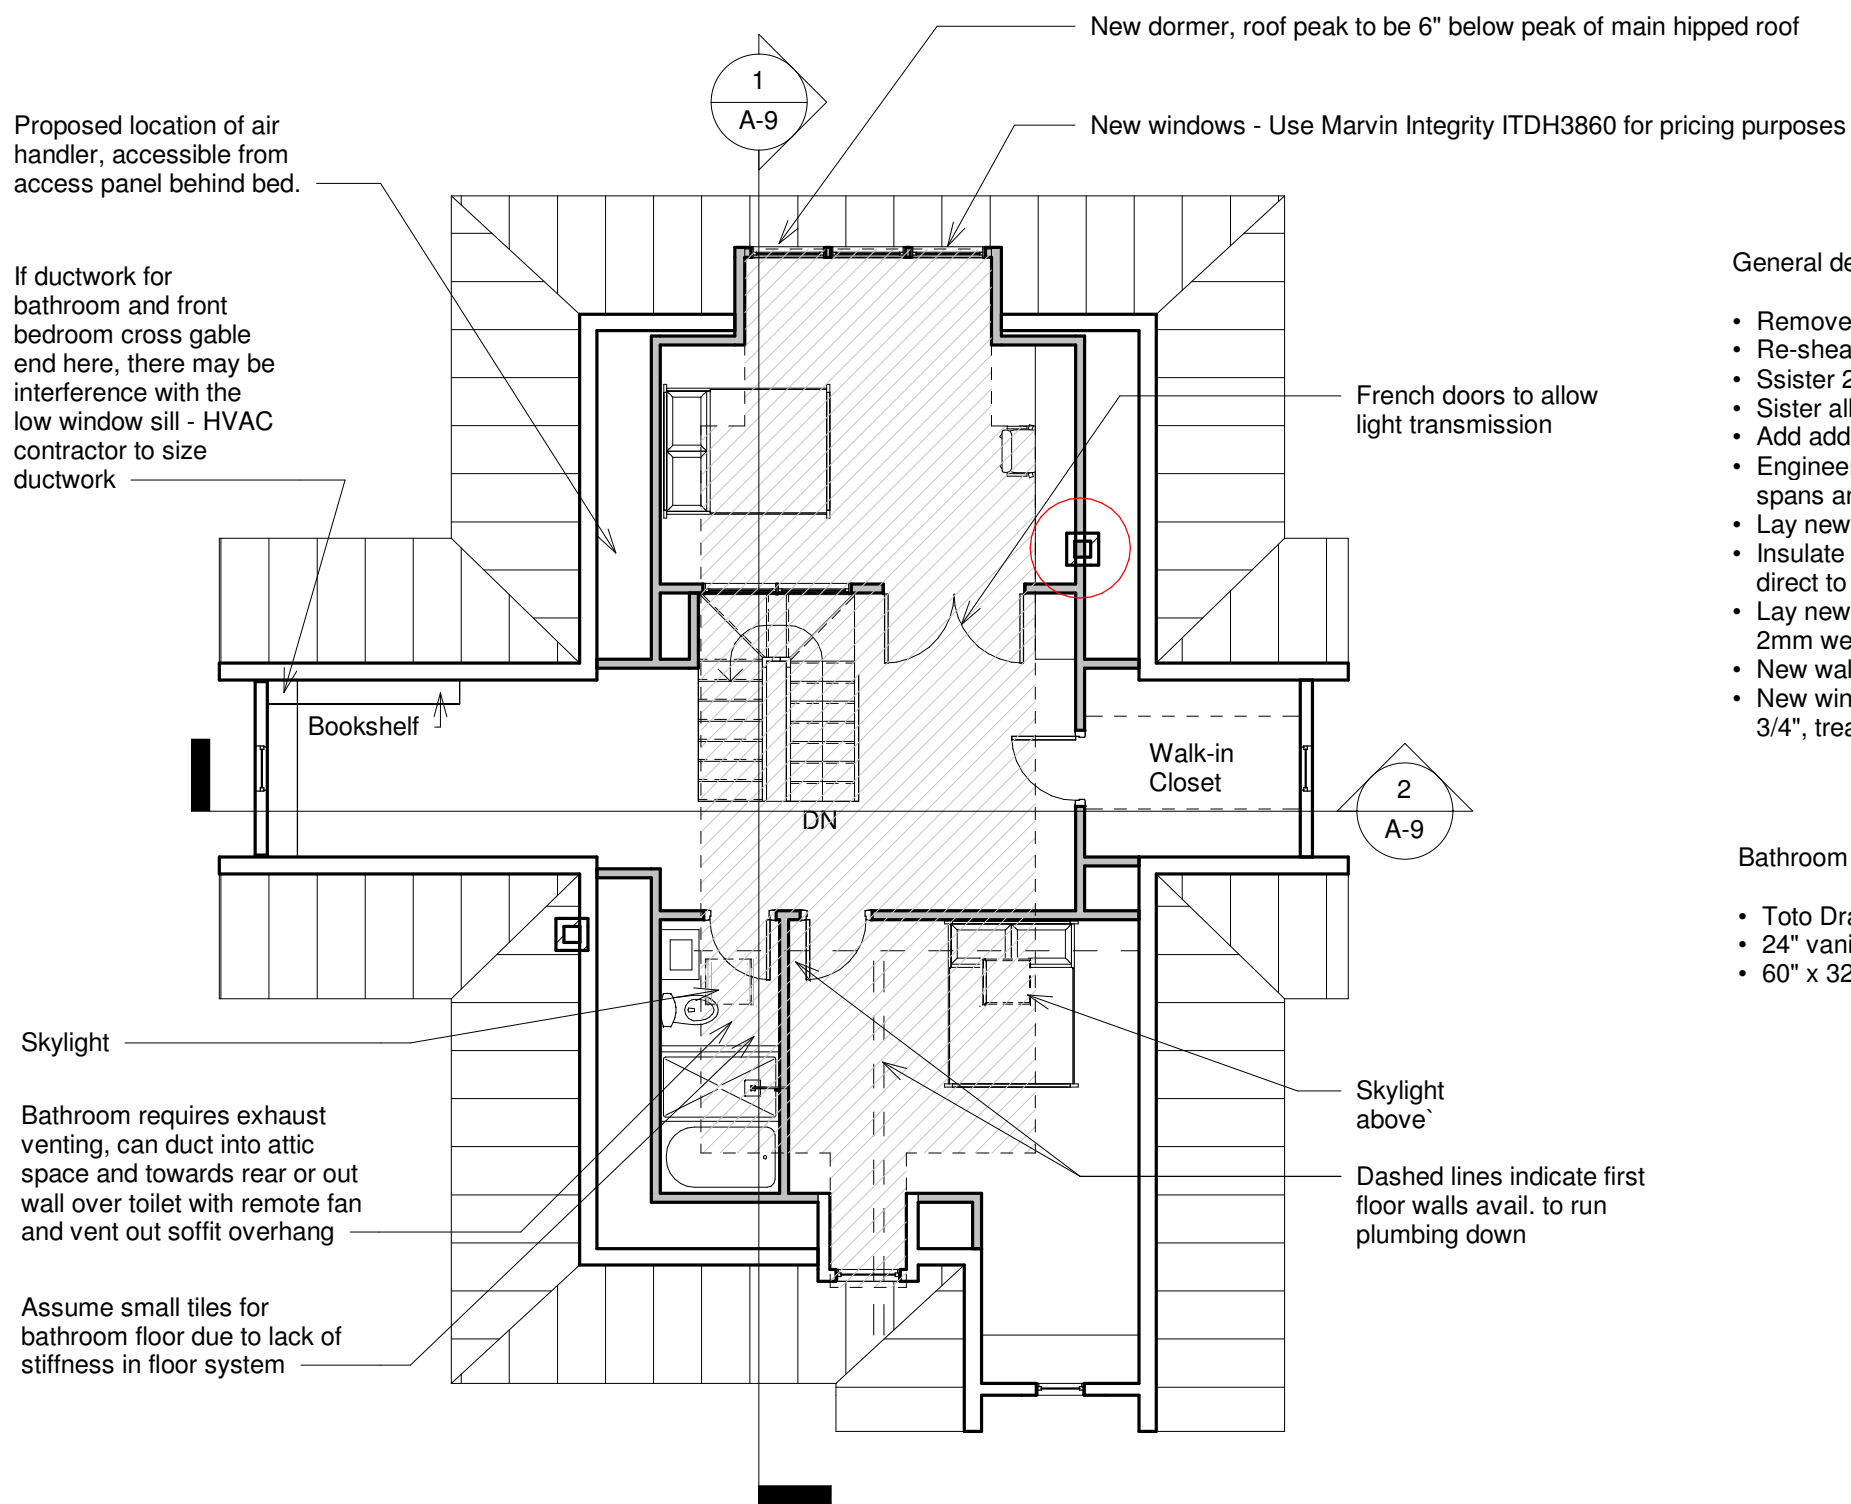 New dormer, roof peak to be 6" below peak of main hipped roof
1
A-9
New windows - Use Marvin Integrity ITDH3860 for pricing purposes
Proposed location of air
handler, accessible from
access panel behind bed.
If ductwork for
bathroom and front
bedroom cross gable
end here, there may be
interference with the
low window sill - HVAC
contractor to size
ductwork
French doors to allow
light transmission
General de
• Remove
• Re-shea
• Ssister 2
• Sister all
• Add add
• Engineer
spans ar
• Lay new
• Insulate
direct to
• Lay new
2mm we
• New wal
• New win
3/4", trea
Bookshelf
Walk-in
Closet
DN
2
A-9
Bathroom
• Toto Dra
• 24" vani
• 60" x 32
Skylight
Bathroom requires exhaust
venting, can duct into attic
space and towards rear or out
wall over toilet with remote fan
and vent out soffit overhang
Assume small tiles for
bathroom floor due to lack of
stiffness in floor system
Skylight
above`
Dashed lines indicate first
floor walls avail. to run
plumbing down